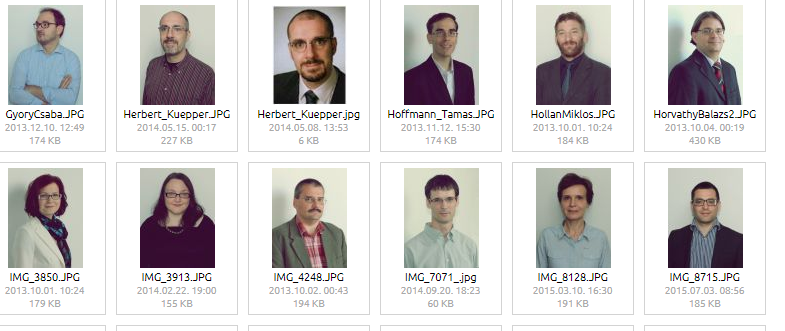 GyoryCsaba.JPG
2013.12.10. 12:49
174 KB
Herbert_Kuepper.JPG
2014.05.15. 00:17
227 KB
Herbert_Kuepper.jpg
2014.05.08. 13:53
6 KB
Hoffmann_Tamas.JPG
2013.11.12. 15:30
174 KB
HollanMiklos.JPG
2013.10.01. 10:24
184 KB
HorvathyBalazs2.JPG
2013.10.04. 00:19
430 KB
IMG_3850.JPG
2013.10.01. 10:24
179 KB
IMG_3913.JPG
2014.02.22. 19:00
155 KB
IMG_4248.JPG
2013.10.02. 00:43
194 KB
IMG_7071_.jpg
2014.09.20. 18:23
60 KB
IMG_8128.JPG
2015.03.10. 16:30
191 KB
IMG_8715.JPG
2015.07.03. 08:56
185 KB